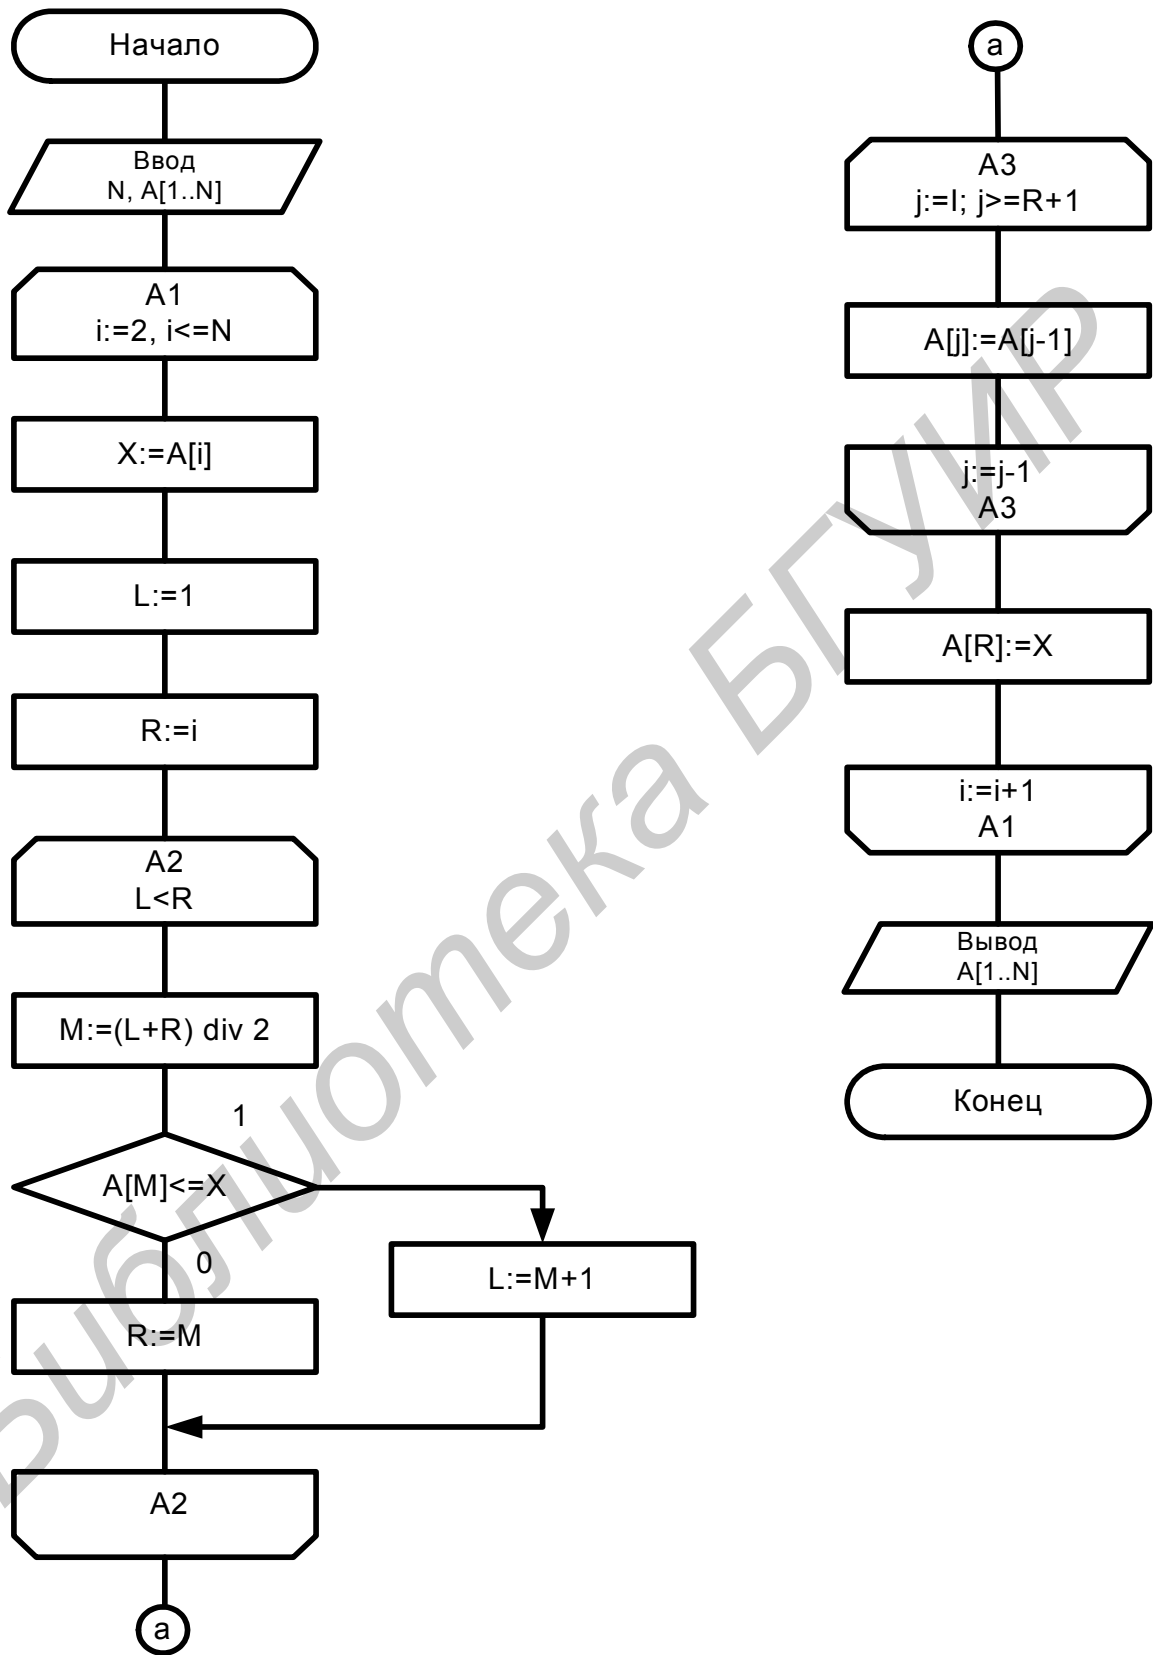 Начало
Ввод
N, A[1..N]
A1
i:=2, i<=N
X:=A[i]
L:=1
R:=i
A2
L<R
M:=(L+R) div 2
1
A[M]<=X
0
L:=M+1
R:=M
A2
a
a
A3
j:=I; j>=R+1
A[j]:=A[j-1]
j:=j-1
A3
A[R]:=X
i:=i+1
A1
Вывод
A[1..N]
Конец
Библиотека БГУИР